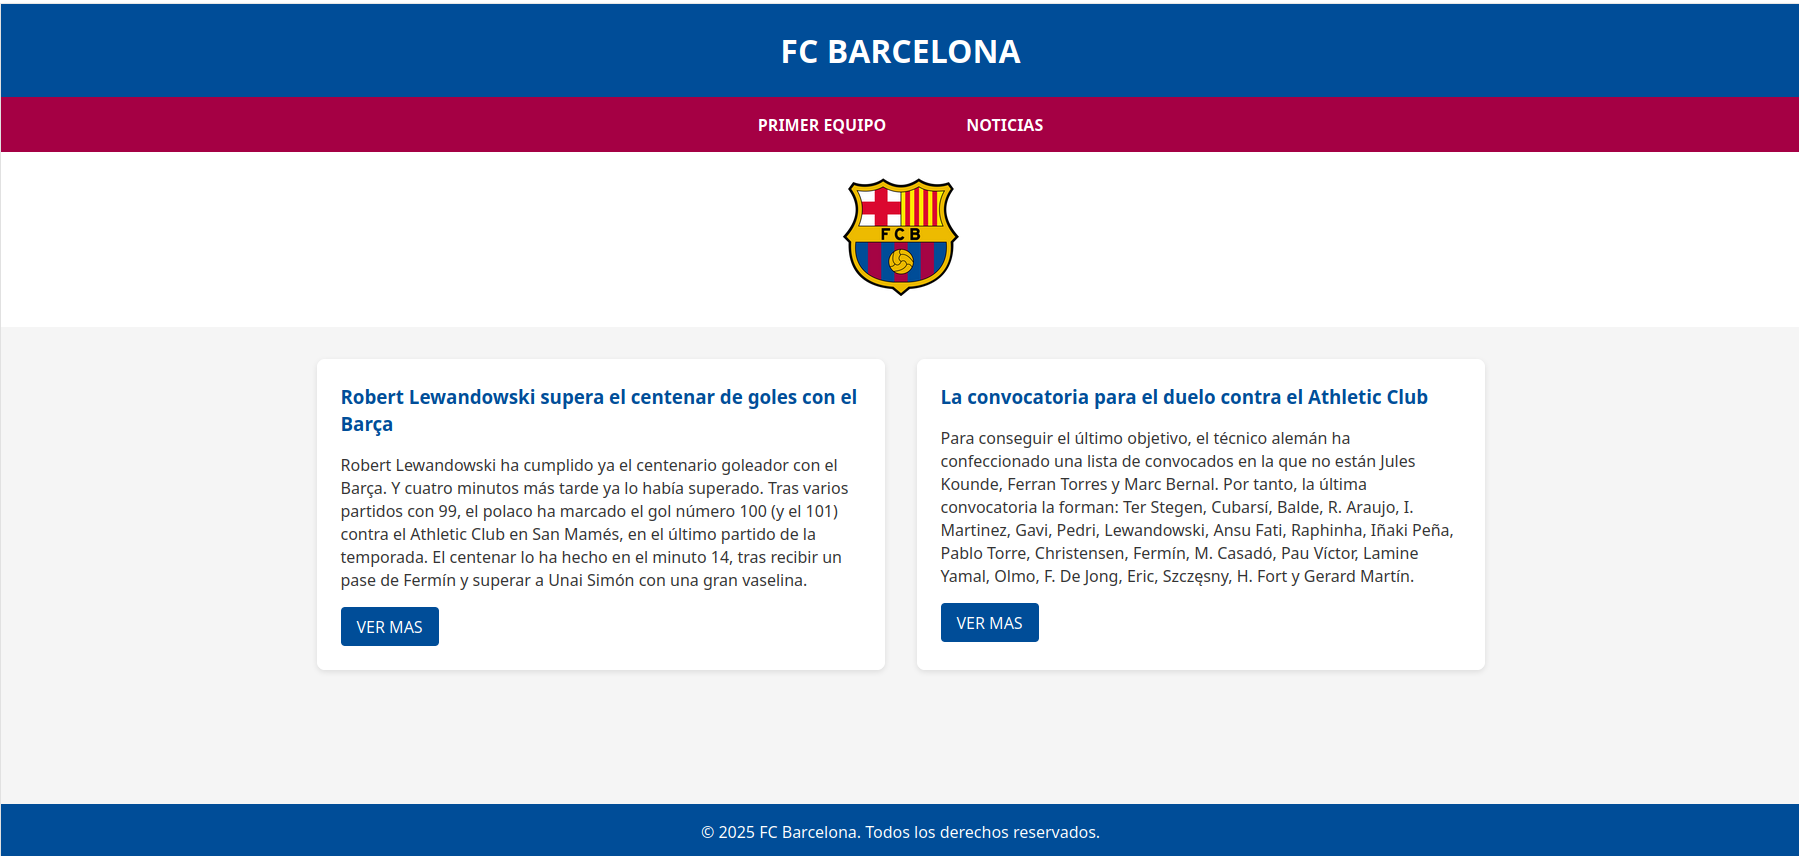 FC BARCELONA
PRIMER EQUIPO NOTICIAS
FCB
Robert Lewandowski supera el centenar de goles con el
Barça
Robert Lewandowski ha cumplido ya el centenario goleador con el
Barça. Y cuatro minutos más tarde ya lo había superado. Tras varios
partidos con 99, el polaco ha marcado el gol número 100 (y el 101)
contra el Athletic Club en San Mamés, en el último partido de la
temporada. El centenar lo ha hecho en el minuto 14, tras recibir un
pase de Fermín y superar a Unai Simón con una gran vaselina.
VER MAS
La convocatoria para el duelo contra el Athletic Club
Para conseguir el último objetivo, el técnico alemán ha
confeccionado una lista de convocados en la que no están Jules
Kounde, Ferran Torres y Marc Bernal. Por tanto, la última
convocatoria la forman: Ter Stegen, Cubarsí, Balde, R. Araujo, I.
Martinez, Gavi, Pedri, Lewandowski, Ansu Fati, Raphinha, Iñaki Peña,
Pablo Torre, Christensen, Fermín, M. Casadó, Pau Víctor, Lamine
Yamal, Olmo, F. De Jong, Eric, Szczęsny, H. Fort y Gerard Martín.
VER MAS
© 2025 FC Barcelona. Todos los derechos reservados.